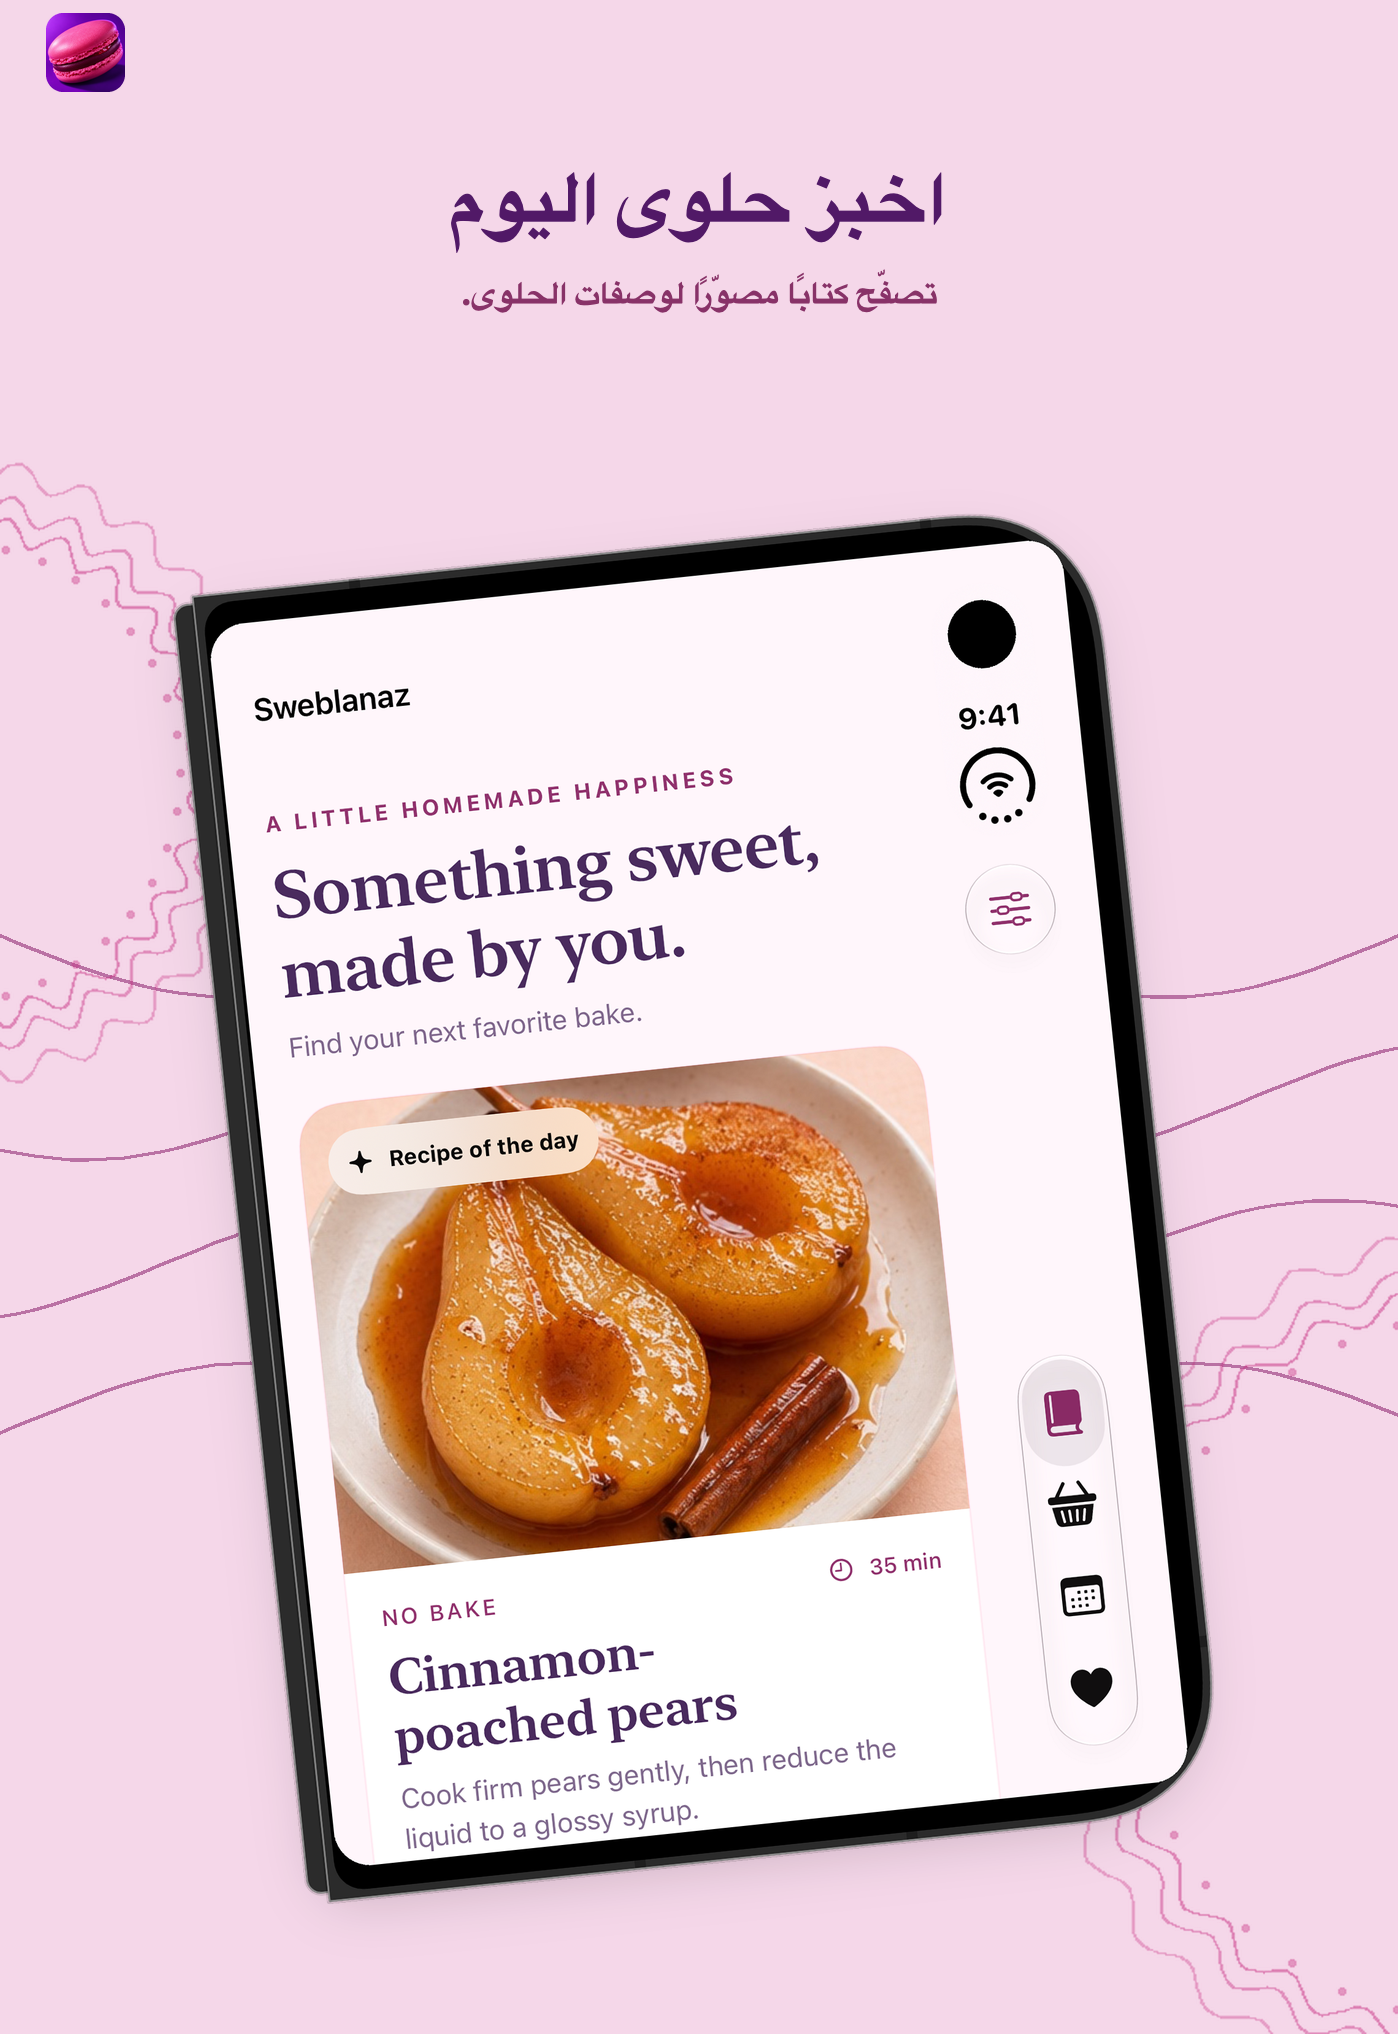 اخبز حلوى اليوم
تصفّح كتابًا مصوّرًا لوصفات الحلوى.
Sweblanaz
9:41
A LITTLE HOMEMADE HAPPINESS
Something sweet,
made by you.
Find your next favorite bake.
Recipe of the day
35 min
NO BAKE
Cinnamon-
poached pears
Cook firm pears gently, then reduce the
liquid to a glossy syrup.